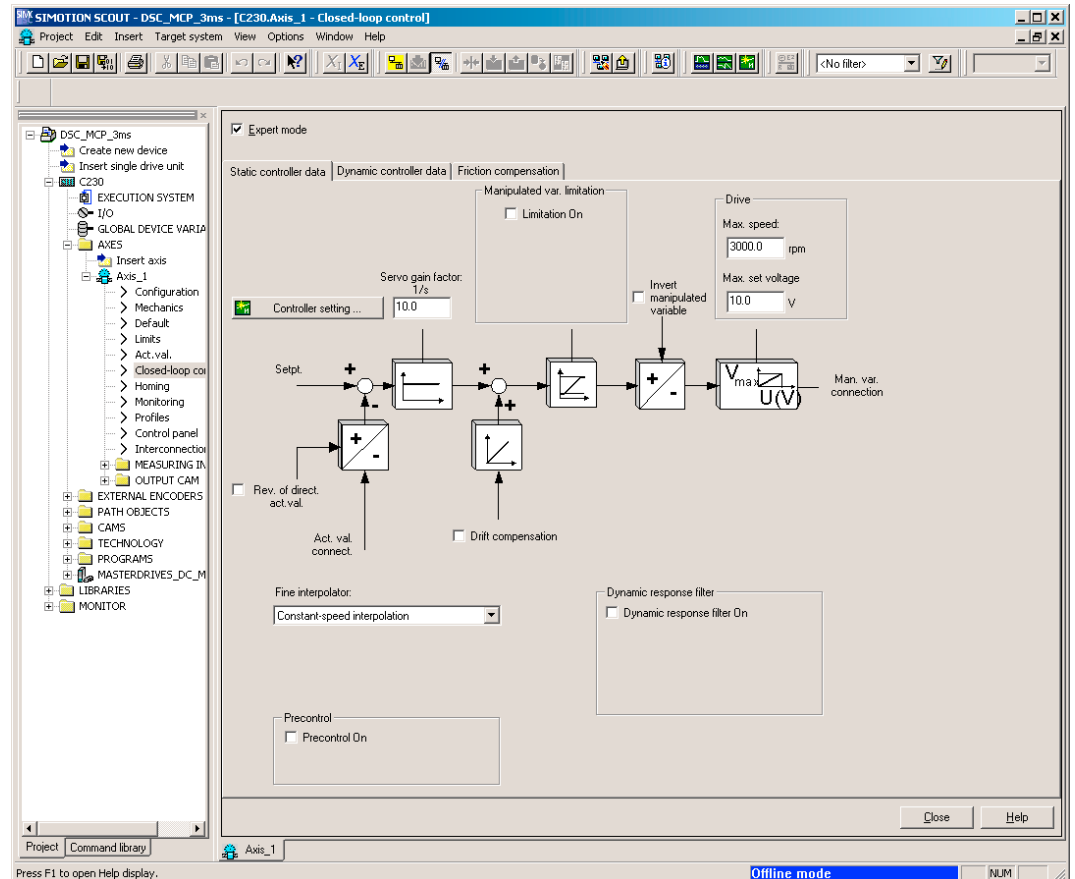 SIMOTION SCOUT - DSC_MCP_3ms - [C230.Axis_1 - Closed-loop control]
Project Edit Insert Target system View Options Window Help
<No filter>
DSC_MCP_3ms
Create new device
Insert single drive unit
C230
EXECUTION SYSTEM
I/O
GLOBAL DEVICE VARIA
AXES
Insert axis
Axis_1
Configuration
Mechanics
Default
Limits
Act.val.
Closed-loop co
Homing
Monitoring
Profiles
Control panel
Interconnection
MEASURING IN
OUTPUT CAM
EXTERNAL ENCODERS
PATH OBJECTS
CAMS
TECHNOLOGY
PROGRAMS
MASTERDRIVES_DC_M
LIBRARIES
MONITOR
Project Command library
Expert mode
Static controller data Dynamic controller data Friction compensation
Manipulated var. limitation
Limitation On
Drive
Max. speed:
3000.0 rpm
Max. set voltage
10.0 V
Servo gain factor:
1/s
10.0
Controller setting ...
Invert
manipulated
variable
Setpt.
+
-
+
+
+
-
+
-
Vmax
U(V)
Man. var.
connection
Rev. of direct.
act.val.
Act. val.
connect.
Drift compensation
Fine interpolator:
Constant-speed interpolation
Dynamic response filter
Dynamic response filter On
Precontrol
Precontrol On
Close Help
Axis_1
Press F1 to open Help display.
Offline mode
NUM